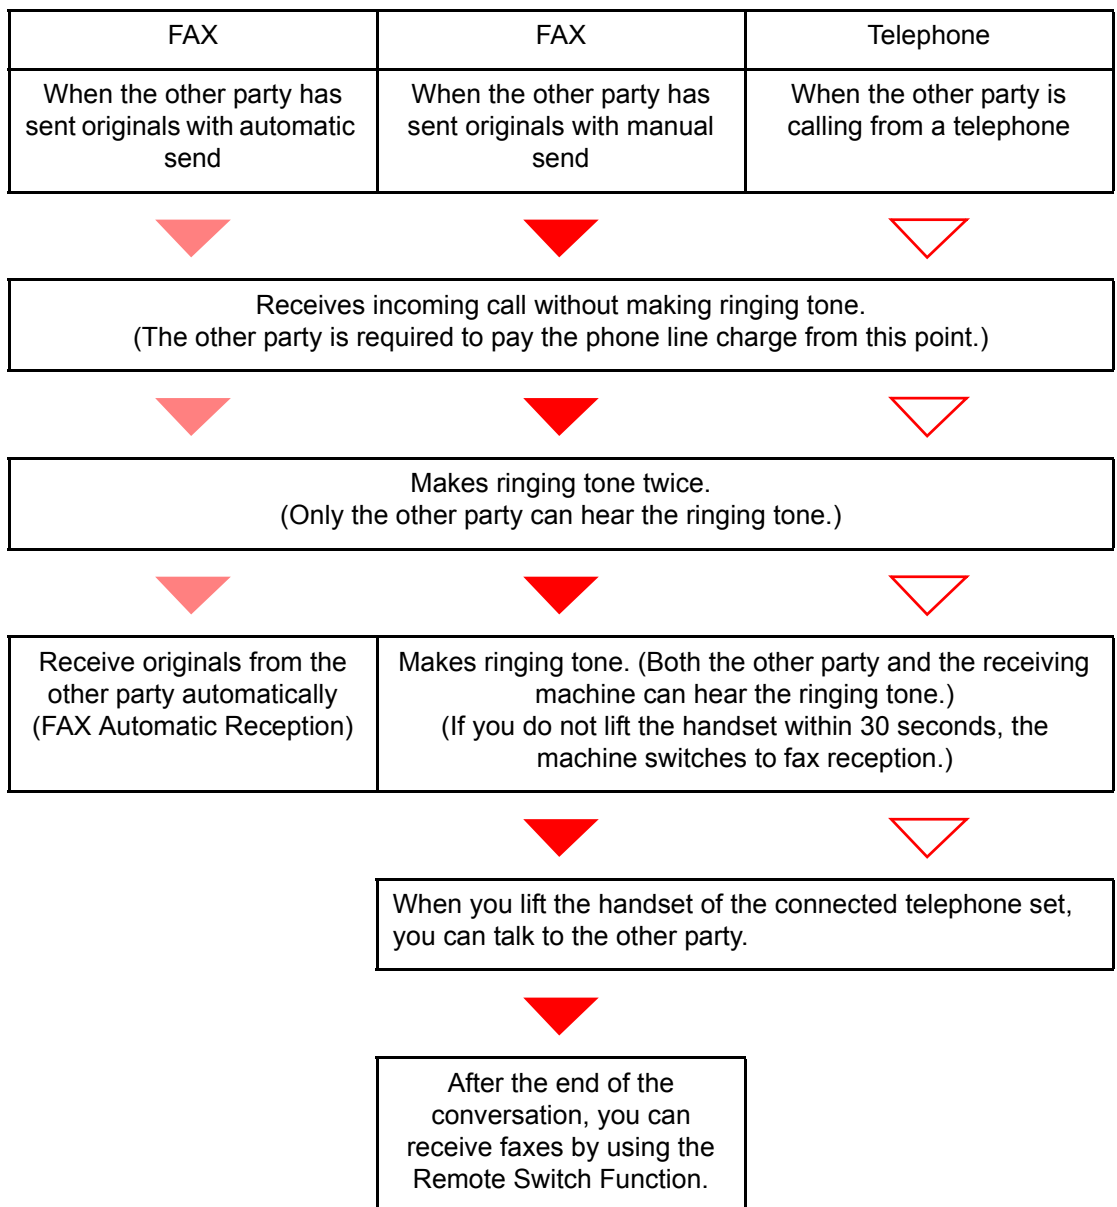 FAX
FAX
Telephone
When the other party has
sent originals with automatic
send
When the other party has
sent originals with manual
send
When the other party is
calling from a telephone
Receives incoming call without making ringing tone.
(The other party is required to pay the phone line charge from this point.)
Makes ringing tone twice.
(Only the other party can hear the ringing tone.)
Receive originals from the
other party automatically
(FAX Automatic Reception)
Makes ringing tone. (Both the other party and the receiving
machine can hear the ringing tone.)
(If you do not lift the handset within 30 seconds, the
machine switches to fax reception.)
When you lift the handset of the connected telephone set,
you can talk to the other party.
After the end of the
conversation, you can
receive faxes by using the
Remote Switch Function.